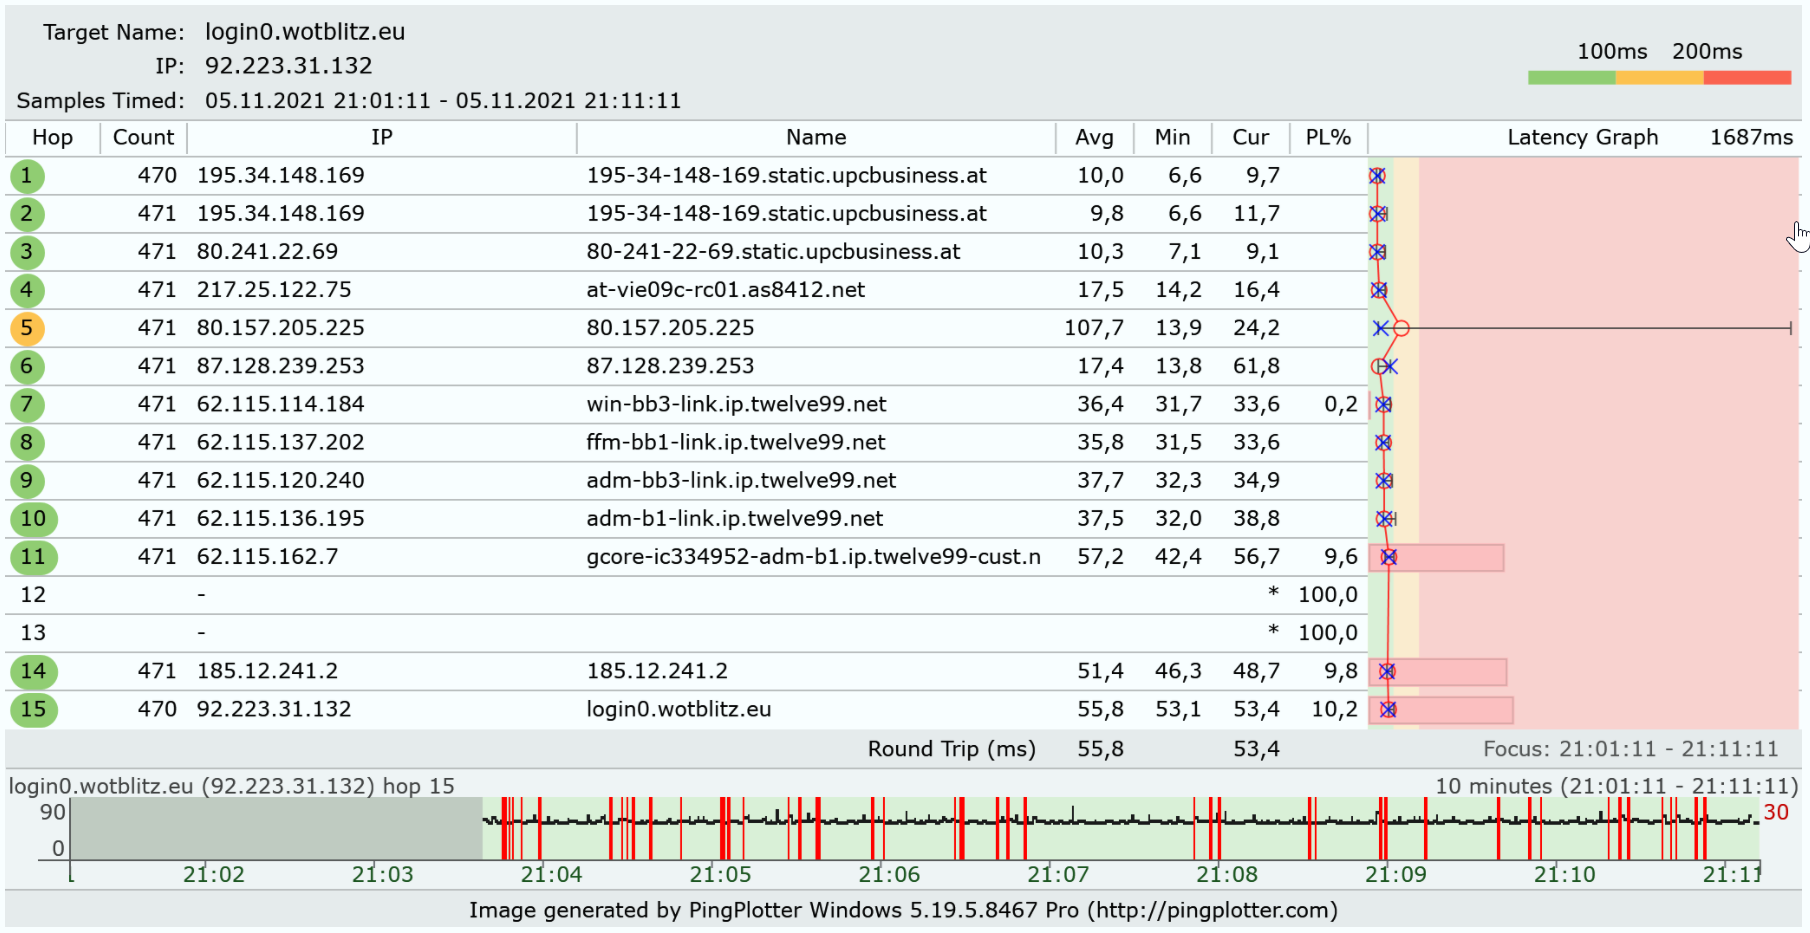 Target Name: login0.wotblitz.eu
IP: 92.223.31.132
Samples Timed: 05.11.2021 21:01:11 - 05.11.2021 21:11:11
100ms 200ms
Hop Count IP Name Avg Min Cur PL% Latency Graph 1687ms
1 470 195.34.148.169 195-34-148-169.static.upcbusiness.at 10,0 6,6 9,7
2 471 195.34.148.169 195-34-148-169.static.upcbusiness.at 9,8 6,6 11,7
3 471 80.241.22.69 80-241-22-69.static.upcbusiness.at 10,3 7,1 9,1
4 471 217.25.122.75 at-vie09c-rc01.as8412.net 17,5 14,2 16,4
5 471 80.157.205.225 80.157.205.225 107,7 13,9 24,2
6 471 87.128.239.253 87.128.239.253 17,4 13,8 61,8
7 471 62.115.114.184 win-bb3-link.ip.twelve99.net 36,4 31,7 33,6 0,2
8 471 62.115.137.202 ffm-bb1-link.ip.twelve99.net 35,8 31,5 33,6
9 471 62.115.120.240 adm-bb3-link.ip.twelve99.net 37,7 32,3 34,9
10 471 62.115.136.195 adm-b1-link.ip.twelve99.net 37,5 32,0 38,8
11 471 62.115.162.7 gcore-ic334952-adm-b1.ip.twelve99-cust.n 57,2 42,4 56,7 9,6
12 - * 100,0
13 - * 100,0
14 471 185.12.241.2 185.12.241.2 51,4 46,3 48,7 9,8
15 470 92.223.31.132 login0.wotblitz.eu 55,8 53,1 53,4 10,2
Round Trip (ms) 55,8 53,4 Focus: 21:01:11 - 21:11:11
login0.wotblitz.eu (92.223.31.132) hop 15 10 minutes (21:01:11 - 21:11:11)
90 30
0
21:02 21:03 21:04 21:05 21:06 21:07 21:08 21:09 21:10 21:11
Image generated by PingPlotter Windows 5.19.5.8467 Pro (http://pingplotter.com)